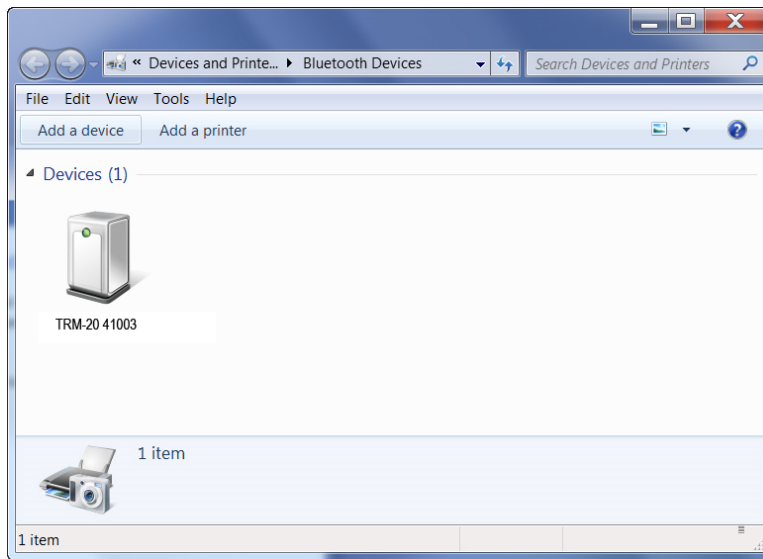 « Devices and Printe... Bluetooth Devices Search Devices and Printers
File Edit View Tools Help
Add a device Add a printer ?
Devices (1)
TRM-20 41003
1 item
1 item